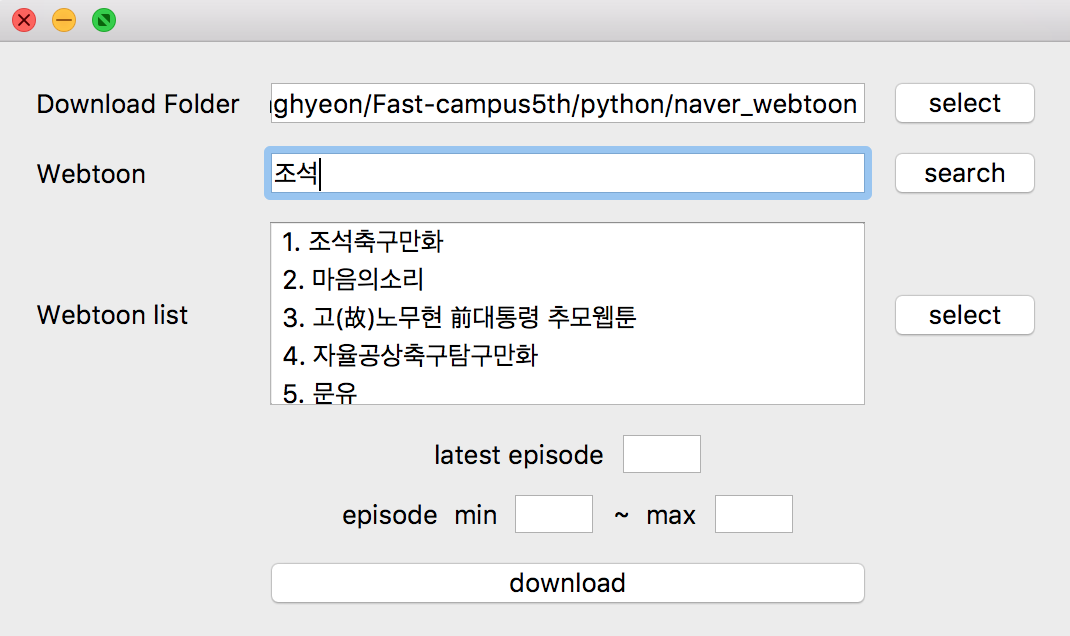 Download Folder ghyeon/Fast-campus5th/python/naver_webtoon select
Webtoon 조석 search
1. 조석축구만화
2. 마음의소리
Webtoon list 3. 고(故)노무현 前대통령 추모웹툰 select
4. 자율공상축구탐구만화
5. 문유
latest episode
episode min ~ max
download